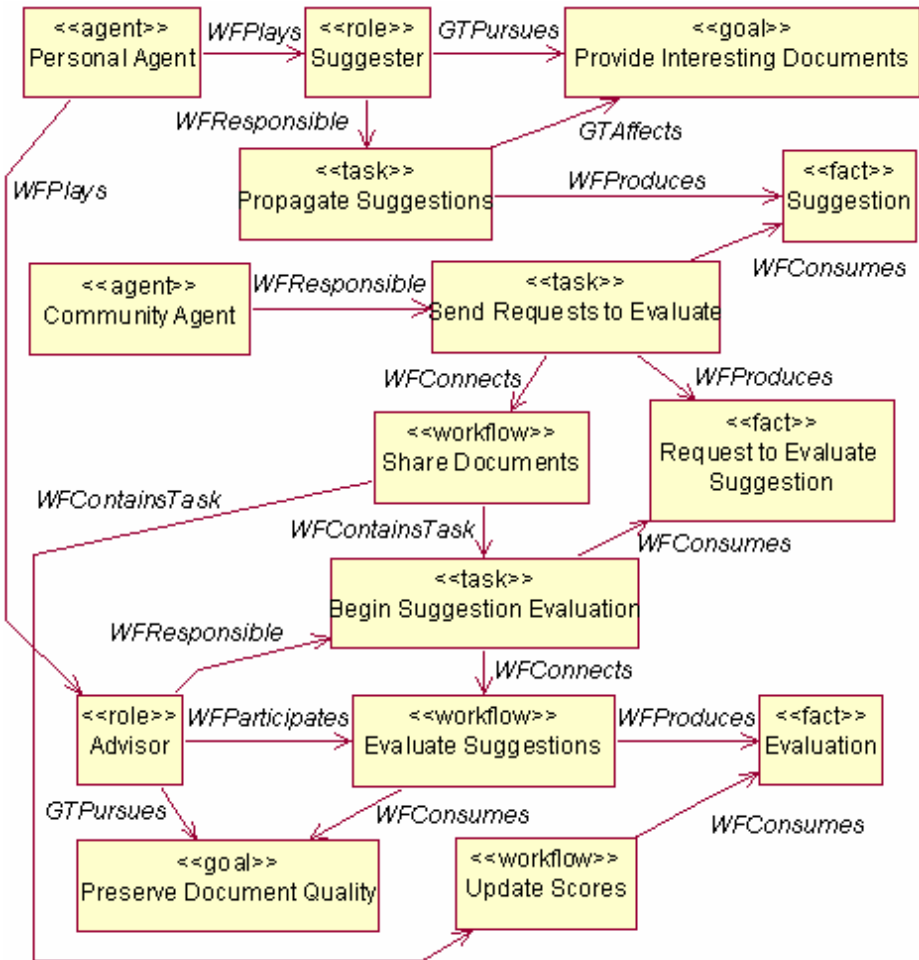 <<agent>>
Personal Agent
WFPlays
<<role>>
Suggester
GTPursues
<<goal>>
Provide Interesting Documents
WFResponsible
GTAffects
WFPlays
<<task>>
Propagate Suggestions
WFProduces
<<fact>>
Suggestion
WFConsumes
<<agent>>
Community Agent
WFResponsible
<<task>>
Send Requests to Evaluate
WFConnects
WFProduces
<<workflow>>
Share Documents
<<fact>>
Request to Evaluate
Suggestion
WFContainsTask
WFContainsTask
WFConsumes
<<task>>
Begin Suggestion Evaluation
WFResponsible
WFConnects
<<role>>
Advisor
WFParticipates
<<workflow>>
Evaluate Suggestions
WFProduces
<<fact>>
Evaluation
GTPursues
WFConsumes
WFConsumes
<<goal>>
Preserve Document Quality
<<workflow>>
Update Scores